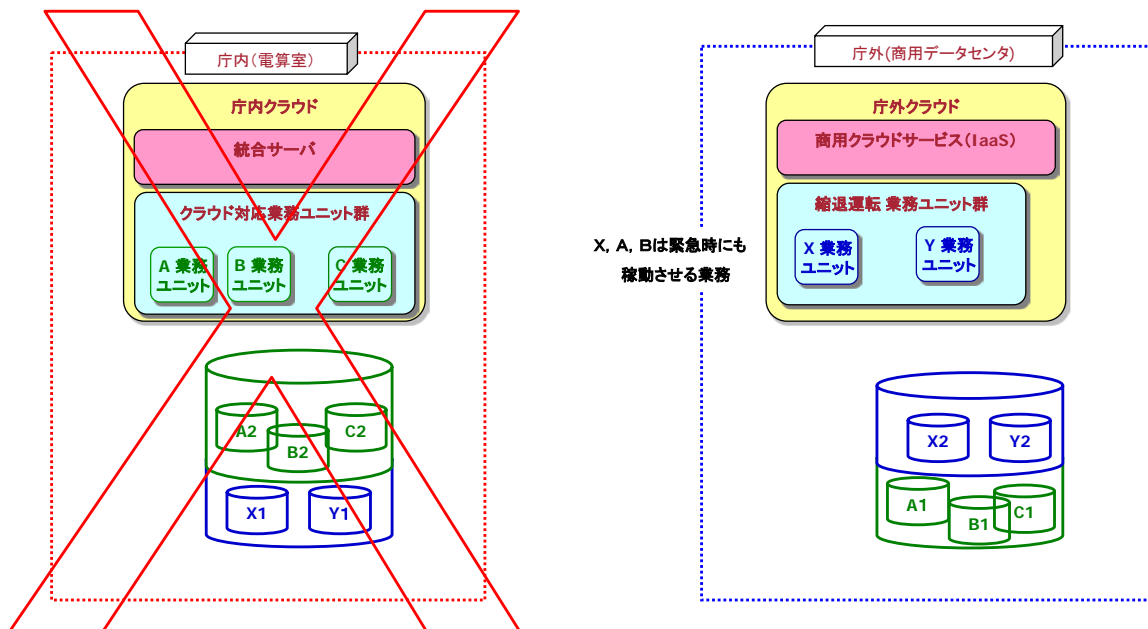 庁内(電算室)
庁内クラウド
統合サーバ
クラウド対応業務ユニット群
A 業務
ユニット
B 業務
ユニット
C 業務
ユニット
A2
B2
C2
X1
Y1
X, A, Bは緊急時にも
稼動させる業務
庁外(商用データセンタ)
庁外クラウド
商用クラウドサービス(IaaS)
縮退運転 業務ユニット群
X 業務
ユニット
Y 業務
ユニット
X2
Y2
A1
B1
C1